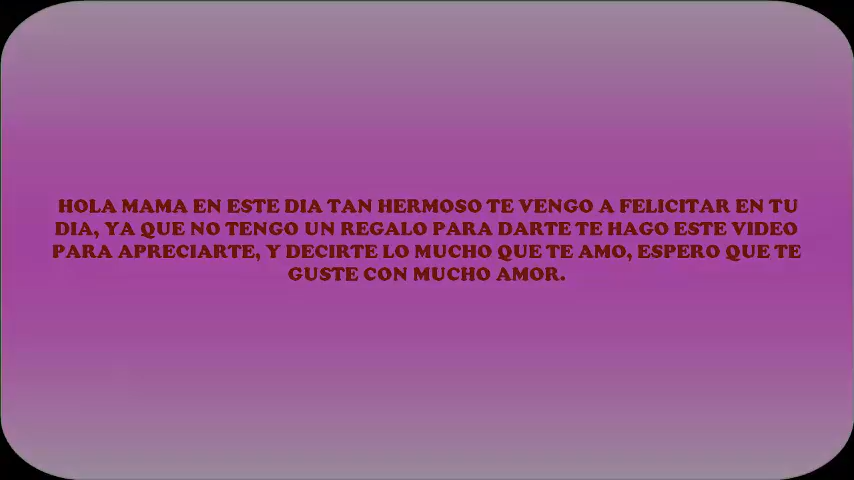 HOLA MAMA EN ESTE DIA TAN HERMOSO TE VENGO A FELICITAR EN TU
DIA, YA QUE NO TENGO UN REGALO PARA DARTE TE HAGO ESTE VIDEO
PARA APRECIARTE, Y DECIRTE LO MUCHO QUE TE AMO, ESPERO QUE TE
GUSTE CON MUCHO AMOR.